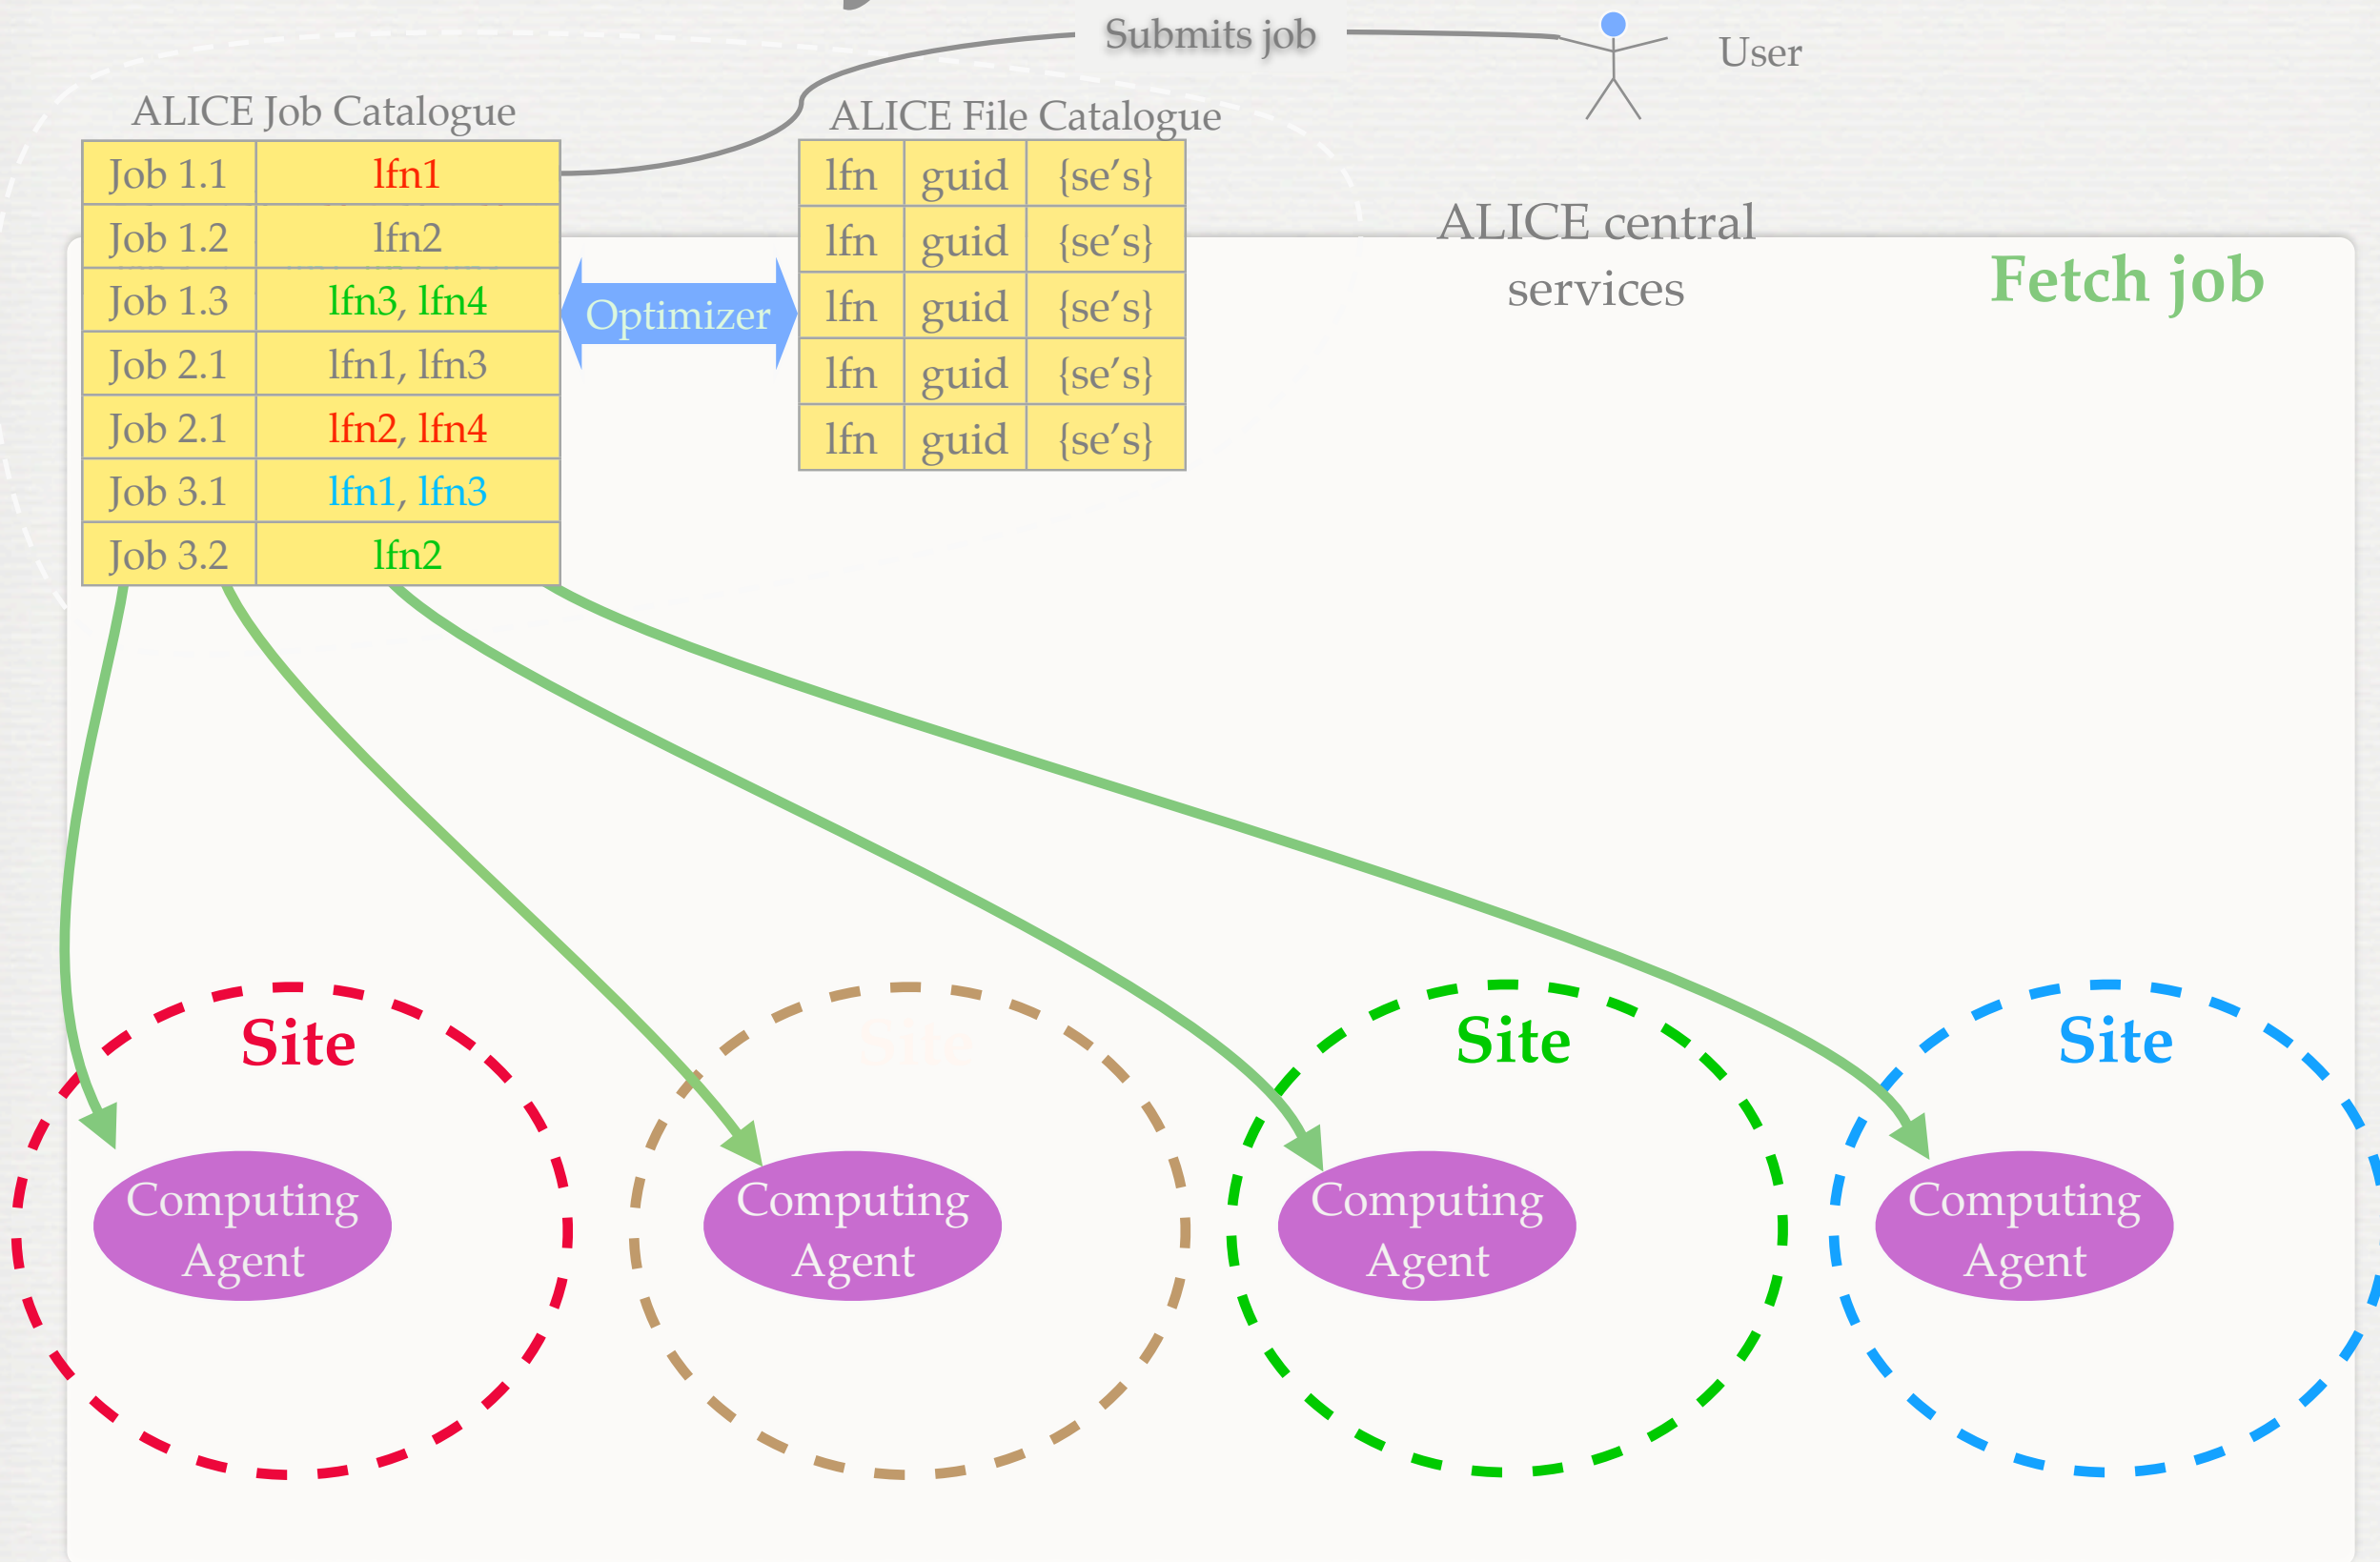 Submits job
User
ALICE Job Catalogue
ALICE File Catalogue
Job 1.1 lfn1
Job 1.2 lfn2
Job 1.3 lfn3, lfn4
Job 2.1 lfn1, lfn3
Job 2.1 lfn2, lfn4
Job 3.1 lfn1, lfn3
Job 3.2 lfn2
Optimizer
lfn guid {se's}
lfn guid {se's}
lfn guid {se's}
lfn guid {se's}
lfn guid {se's}
ALICE central
services
Fetch job
Site
Site
Site
Site
Computing
Agent
Computing
Agent
Computing
Agent
Computing
Agent